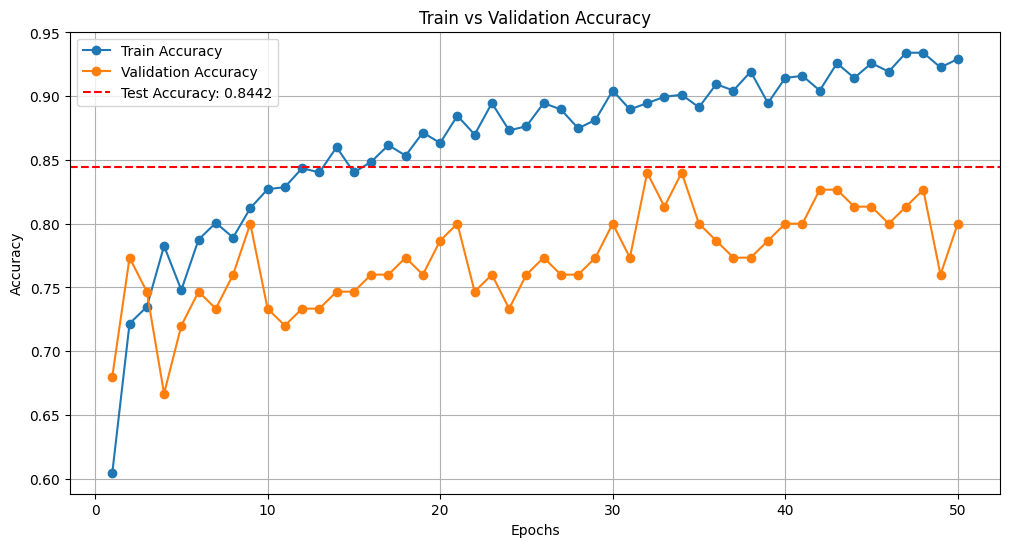 Train vs Validation Accuracy
Train Accuracy
Validation Accuracy
Test Accuracy: 0.8442
Accuracy
0.95
0.90
0.85
0.80
0.75
0.70
0.65
0.60
0 10 20 30 40 50
Epochs